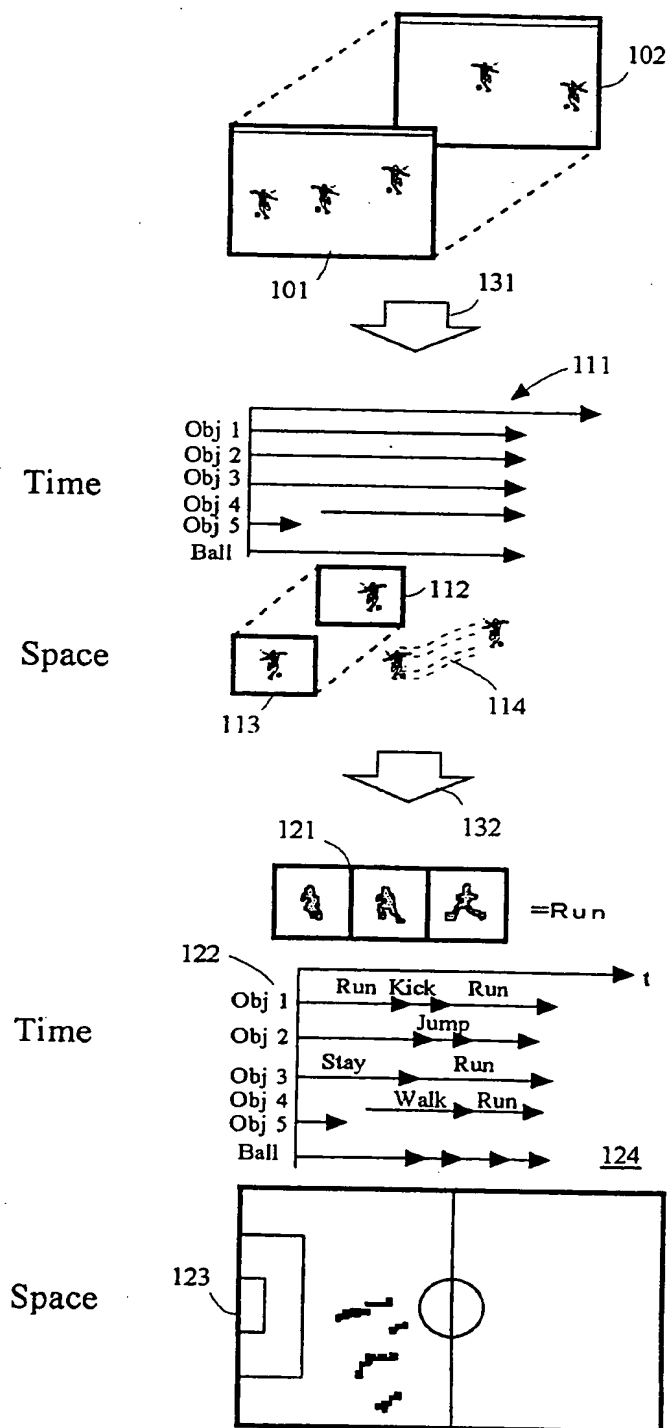 102
101
131
111
Obj 1
Obj 2
Obj 3
Obj 4
Obj 5
Ball
Time
112
Space
113
114
132
121
=Run
122
t
Obj 1 Run Kick Run
Obj 2 Jump
Obj 3 Stay Run
Obj 4 Walk Run
Obj 5
Ball
Time
124
123
Space